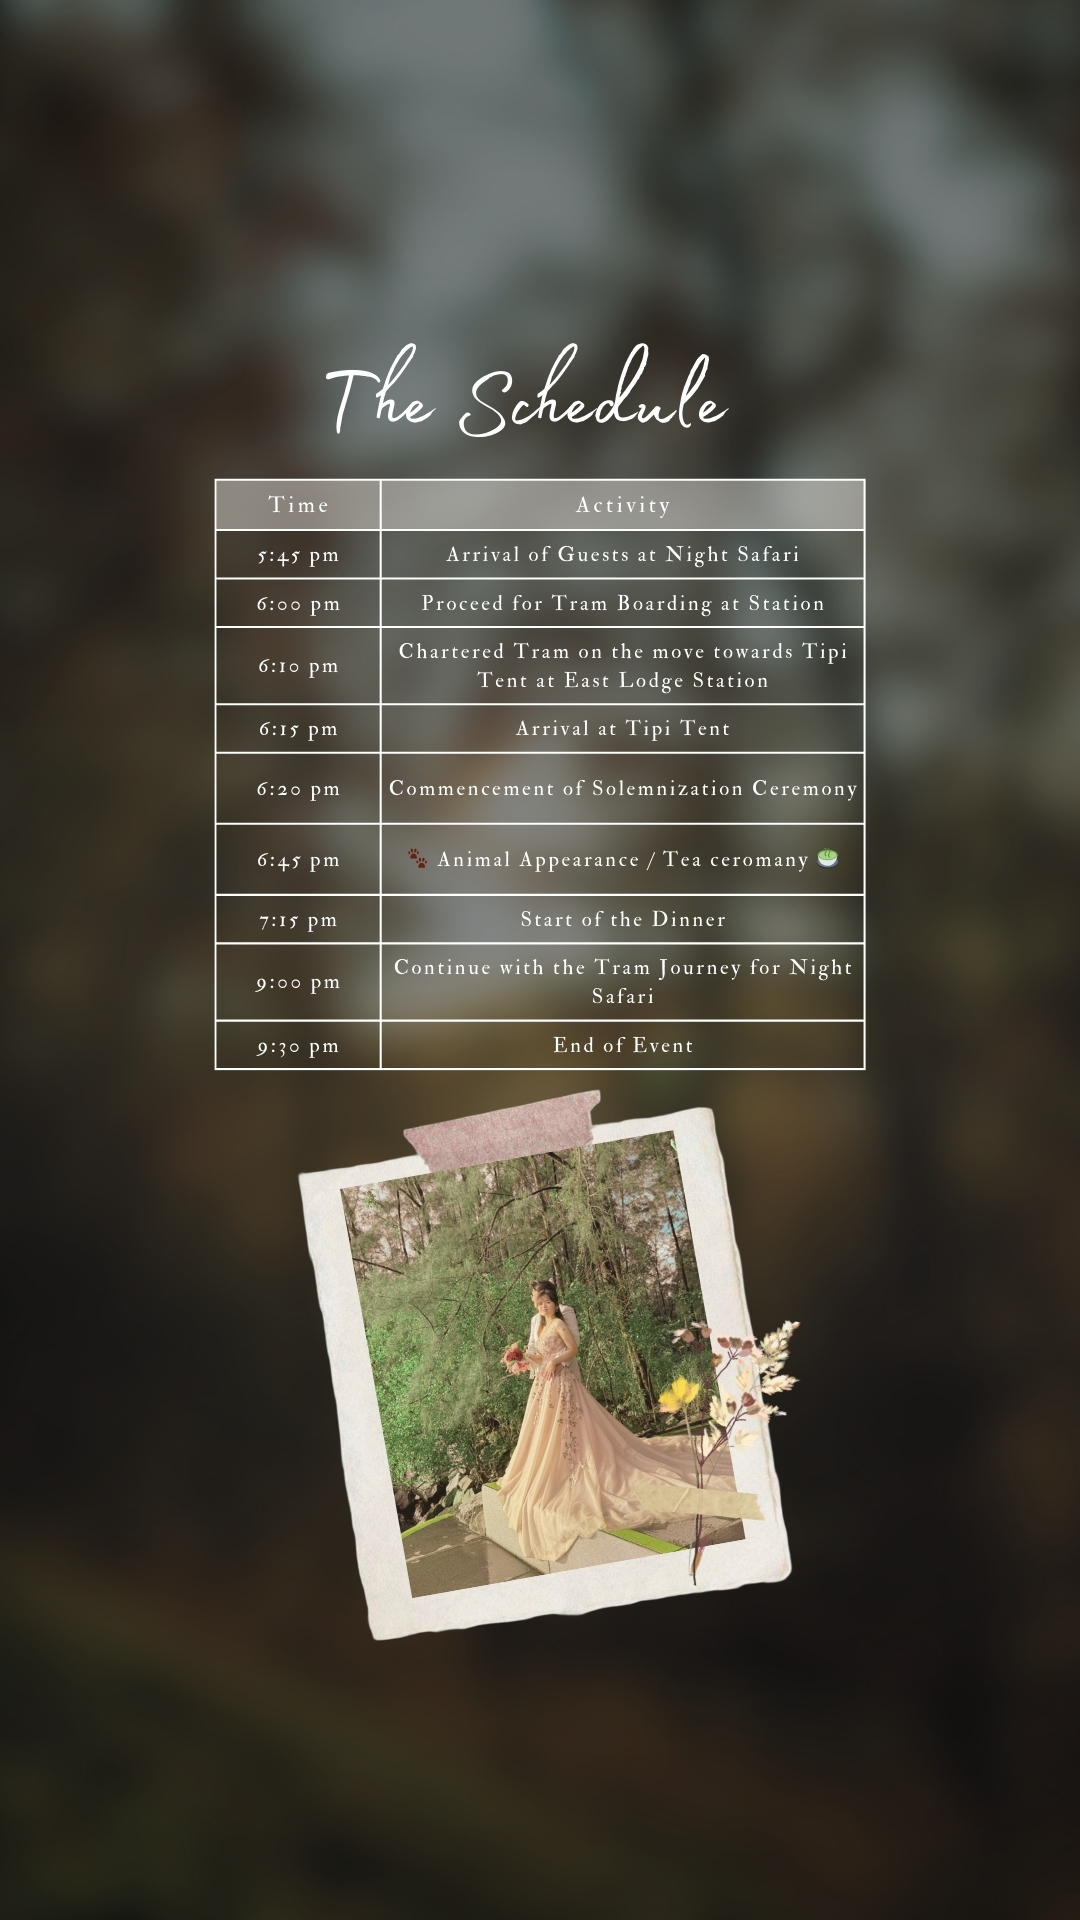 The Schedule
Time Activity
5:45 pm Arrival of Guests at Night Safari
6:00 pm Proceed for Tram Boarding at Station
6:10 pm Chartered Tram on the move towards Tipi
Tent at East Lodge Station
6:15 pm Arrival at Tipi Tent
6:20 pm Commencement of Solemnization Ceremony
6:45 pm 🐾 Animal Appearance / Tea ceromany 🍵
7:15 pm Start of the Dinner
9:00 pm Continue with the Tram Journey for Night
Safari
9:30 pm End of Event